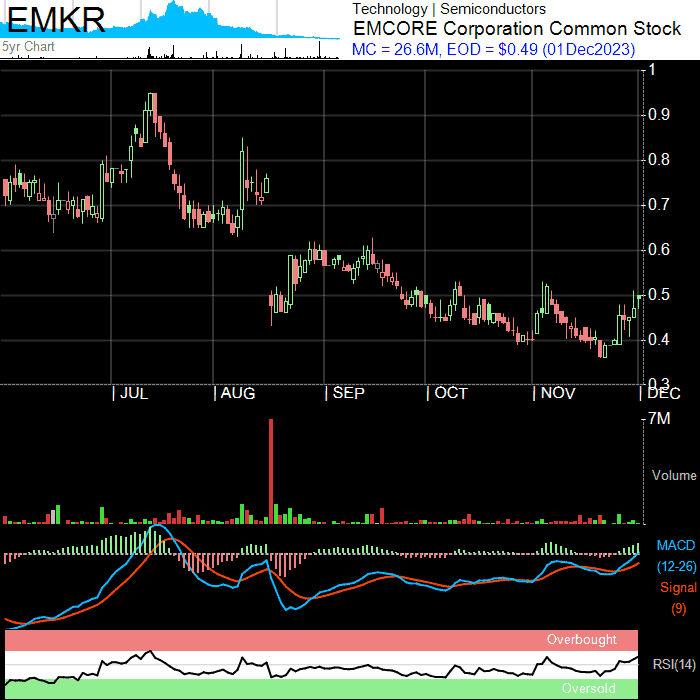 EMKR
5yr Chart
Technology | Semiconductors
EMCORE Corporation Common Stock
MC = 26.6M, EOD = $0.49 (01Dec2023)
1
0.9
0.8
0.7
0.6
0.5
0.4
0.3
JUL AUG SEP OCT NOV DEC
7M
Volume
MACD
(12-26)
Signal
(9)
Overbought
RSI(14)
Oversold